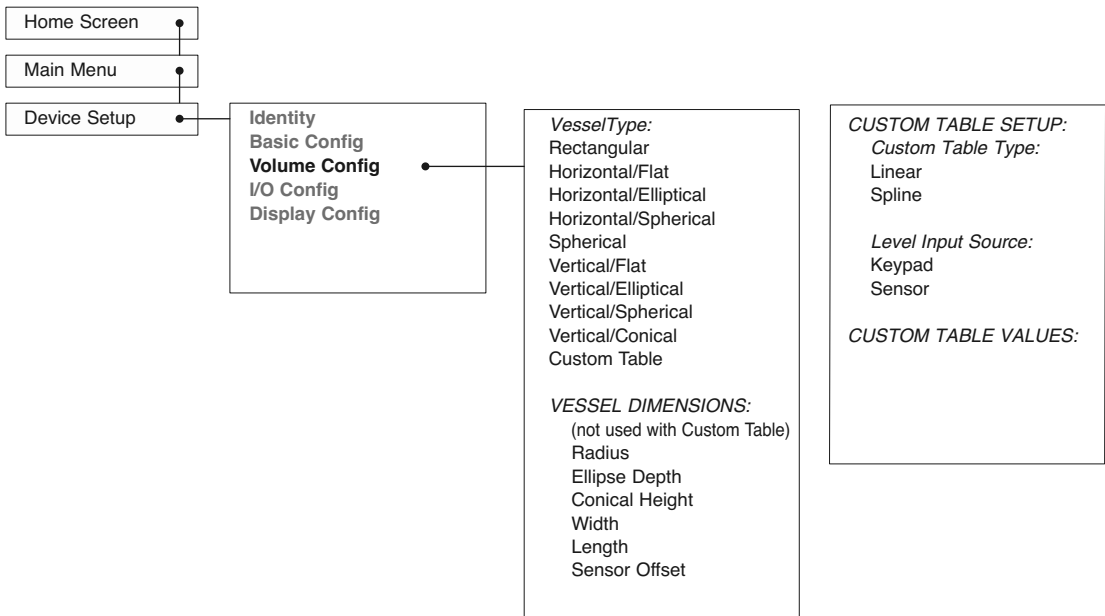 Home Screen
Main Menu
Device Setup
Identity
Basic Config
Volume Config
I/O Config
Display Config
VesselType:
Rectangular
Horizontal/Flat
Horizontal/Elliptical
Horizontal/Spherical
Spherical
Vertical/Flat
Vertical/Elliptical
Vertical/Spherical
Vertical/Conical
Custom Table
VESSEL DIMENSIONS:
(not used with Custom Table)
Radius
Ellipse Depth
Conical Height
Width
Length
Sensor Offset
CUSTOM TABLE SETUP:
Custom Table Type:
Linear
Spline
Level Input Source:
Keypad
Sensor
CUSTOM TABLE VALUES: